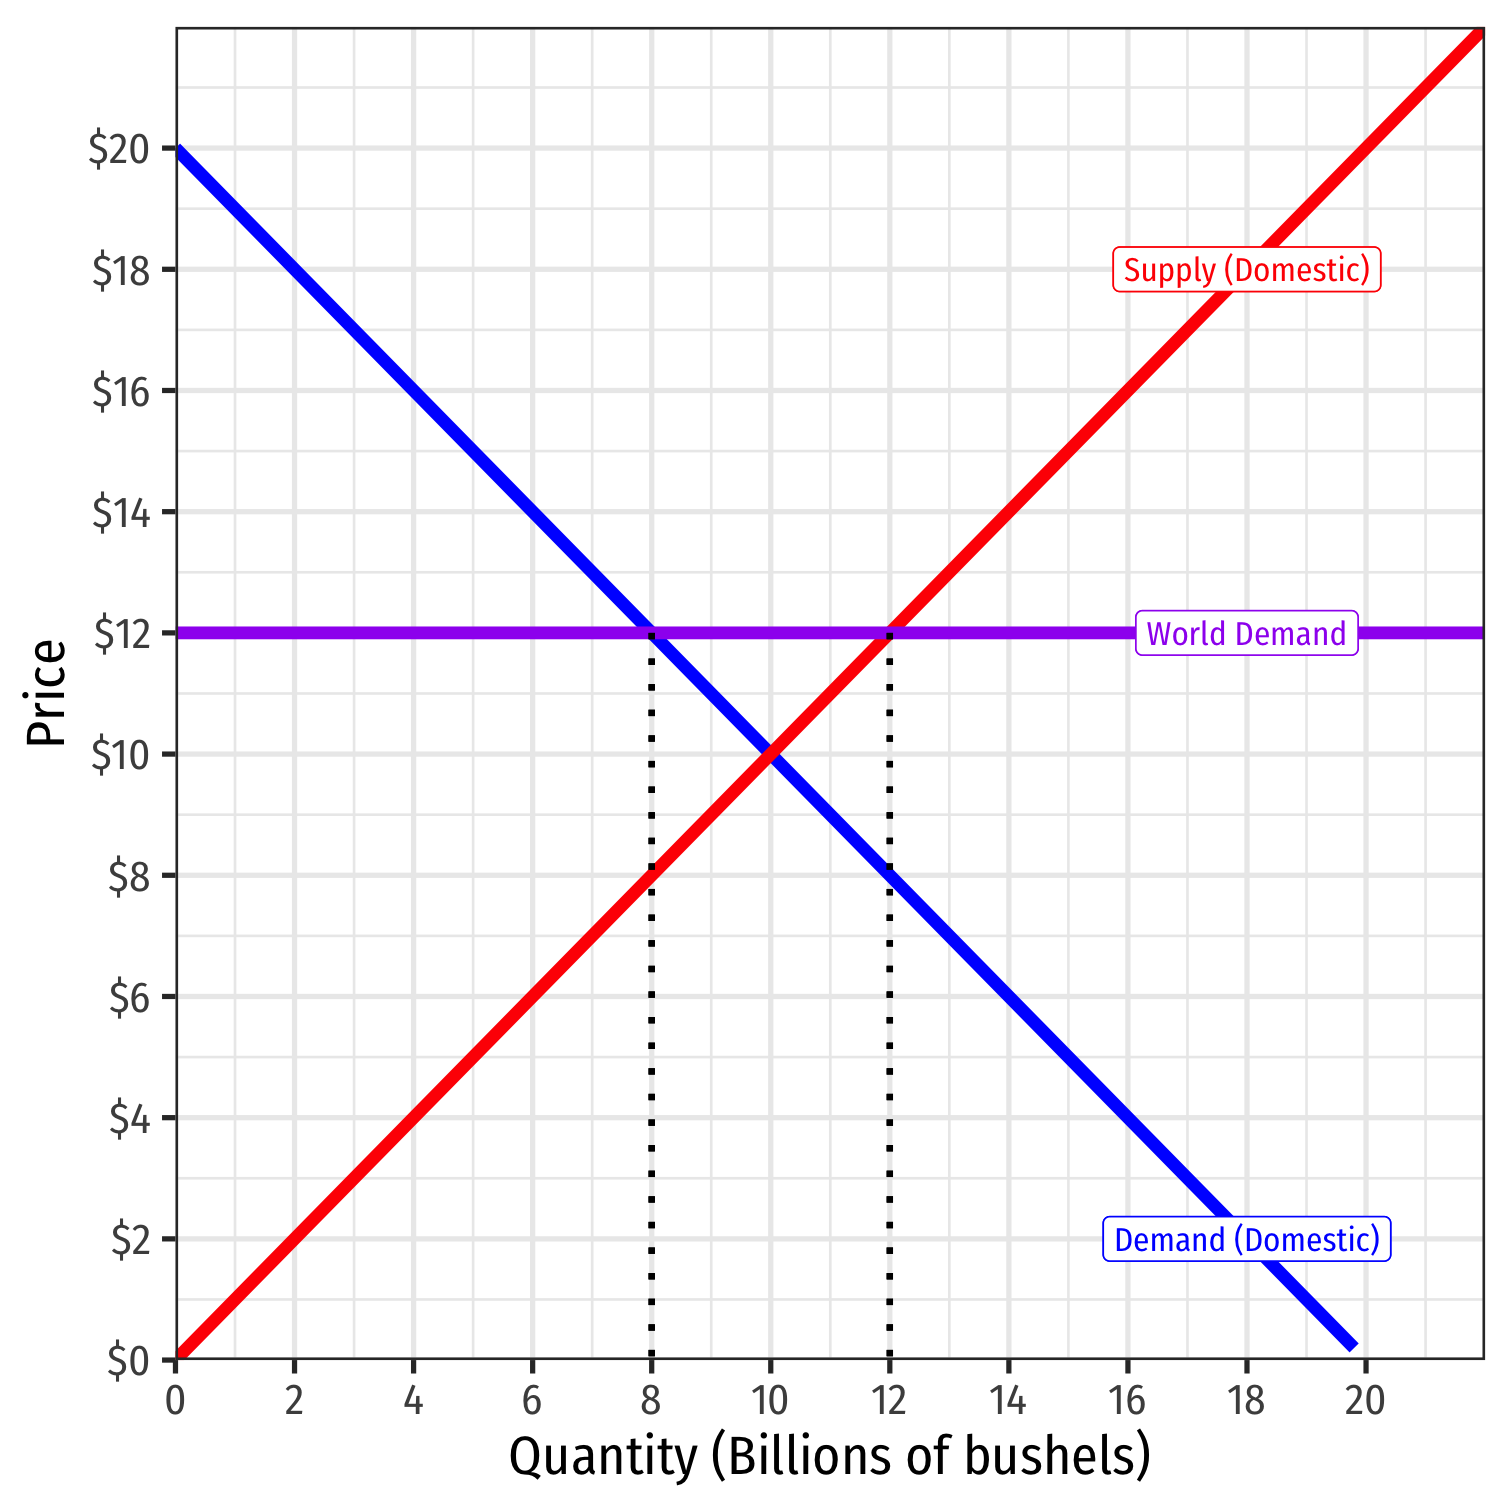 $20
$18
Supply (Domestic)
$16
$14
$12
World Demand
Price
$10
$8
$6
$4
$2
Demand (Domestic)
$0
0 2 4 6 8 10 12 14 16 18 20
Quantity (Billions of bushels)